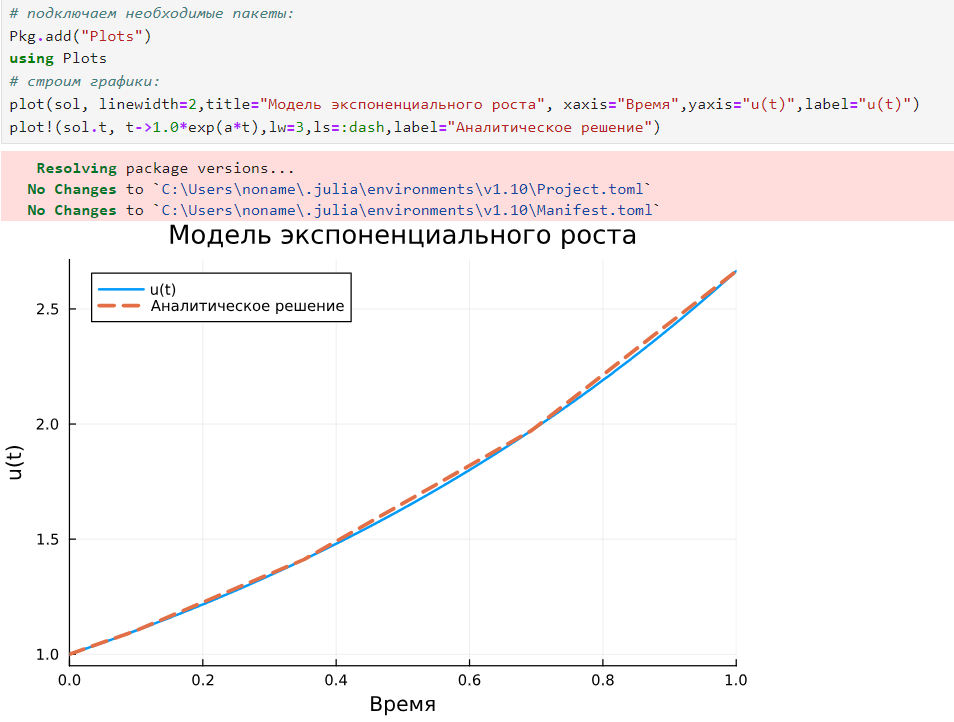 # подключаем необходимые пакеты:
Pkg.add("Plots")
using Plots
# строим графики:
plot(sol, linewidth=2,title="Модель экспоненциального роста", xaxis="Время",yaxis="u(t)",label="u(t)")
plot!(sol.t, t->1.0*exp(a*t),lw=3,ls=:dash,label="Аналитическое решение")
Resolving package versions...
No Changes to `C:\Users\noname\.julia\environments\v1.10\Project.toml`
No Changes to `C:\Users\noname\.julia\environments\v1.10\Manifest.toml`
Модель экспоненциального роста
u(t)
Аналитическое решение
2.5
2.0
1.5
1.0
u(t)
0.0 0.2 0.4 0.6 0.8 1.0
Время